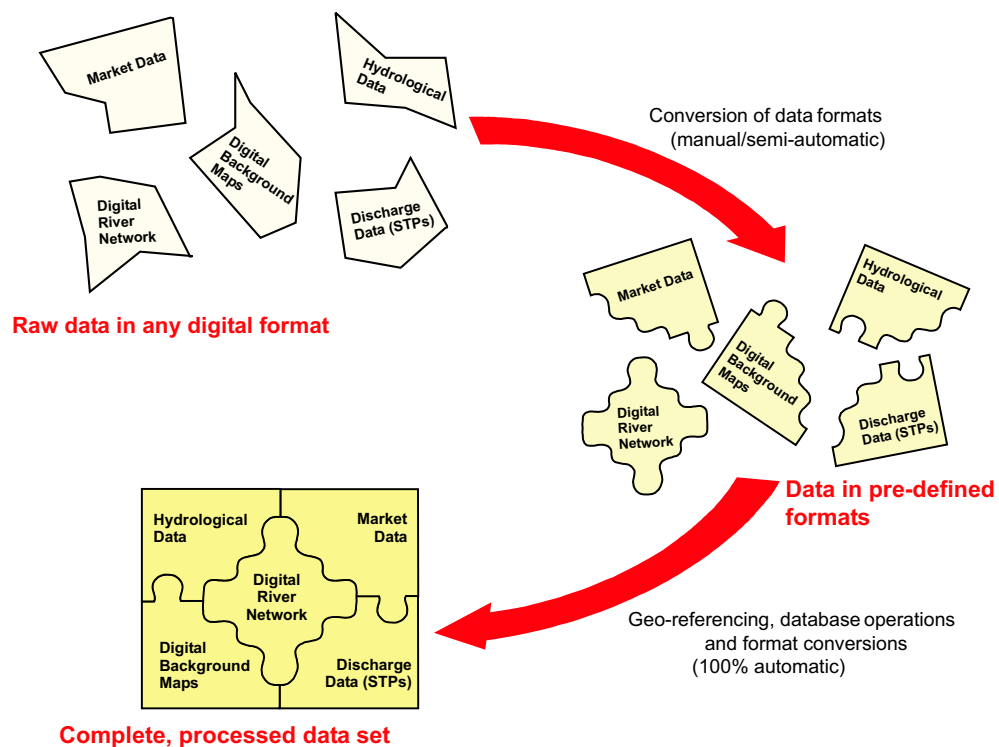 Market Data
Hydrological
Data
Digital
Background
Maps
Digital
River
Network
Discharge
Data (STPs)
Raw data in any digital format
Conversion of data formats
(manual/semi-automatic)
Market Data
Hydrological
Data
Digital
Background
Maps
Digital
River
Network
Discharge
Data (STPs)
Data in pre-defined
formats
Geo-referencing, database operations
and format conversions
(100% automatic)
Hydrological
Data
Market
Data
Digital
River
Network
Digital
Background
Maps
Discharge
Data (STPs)
Complete, processed data set